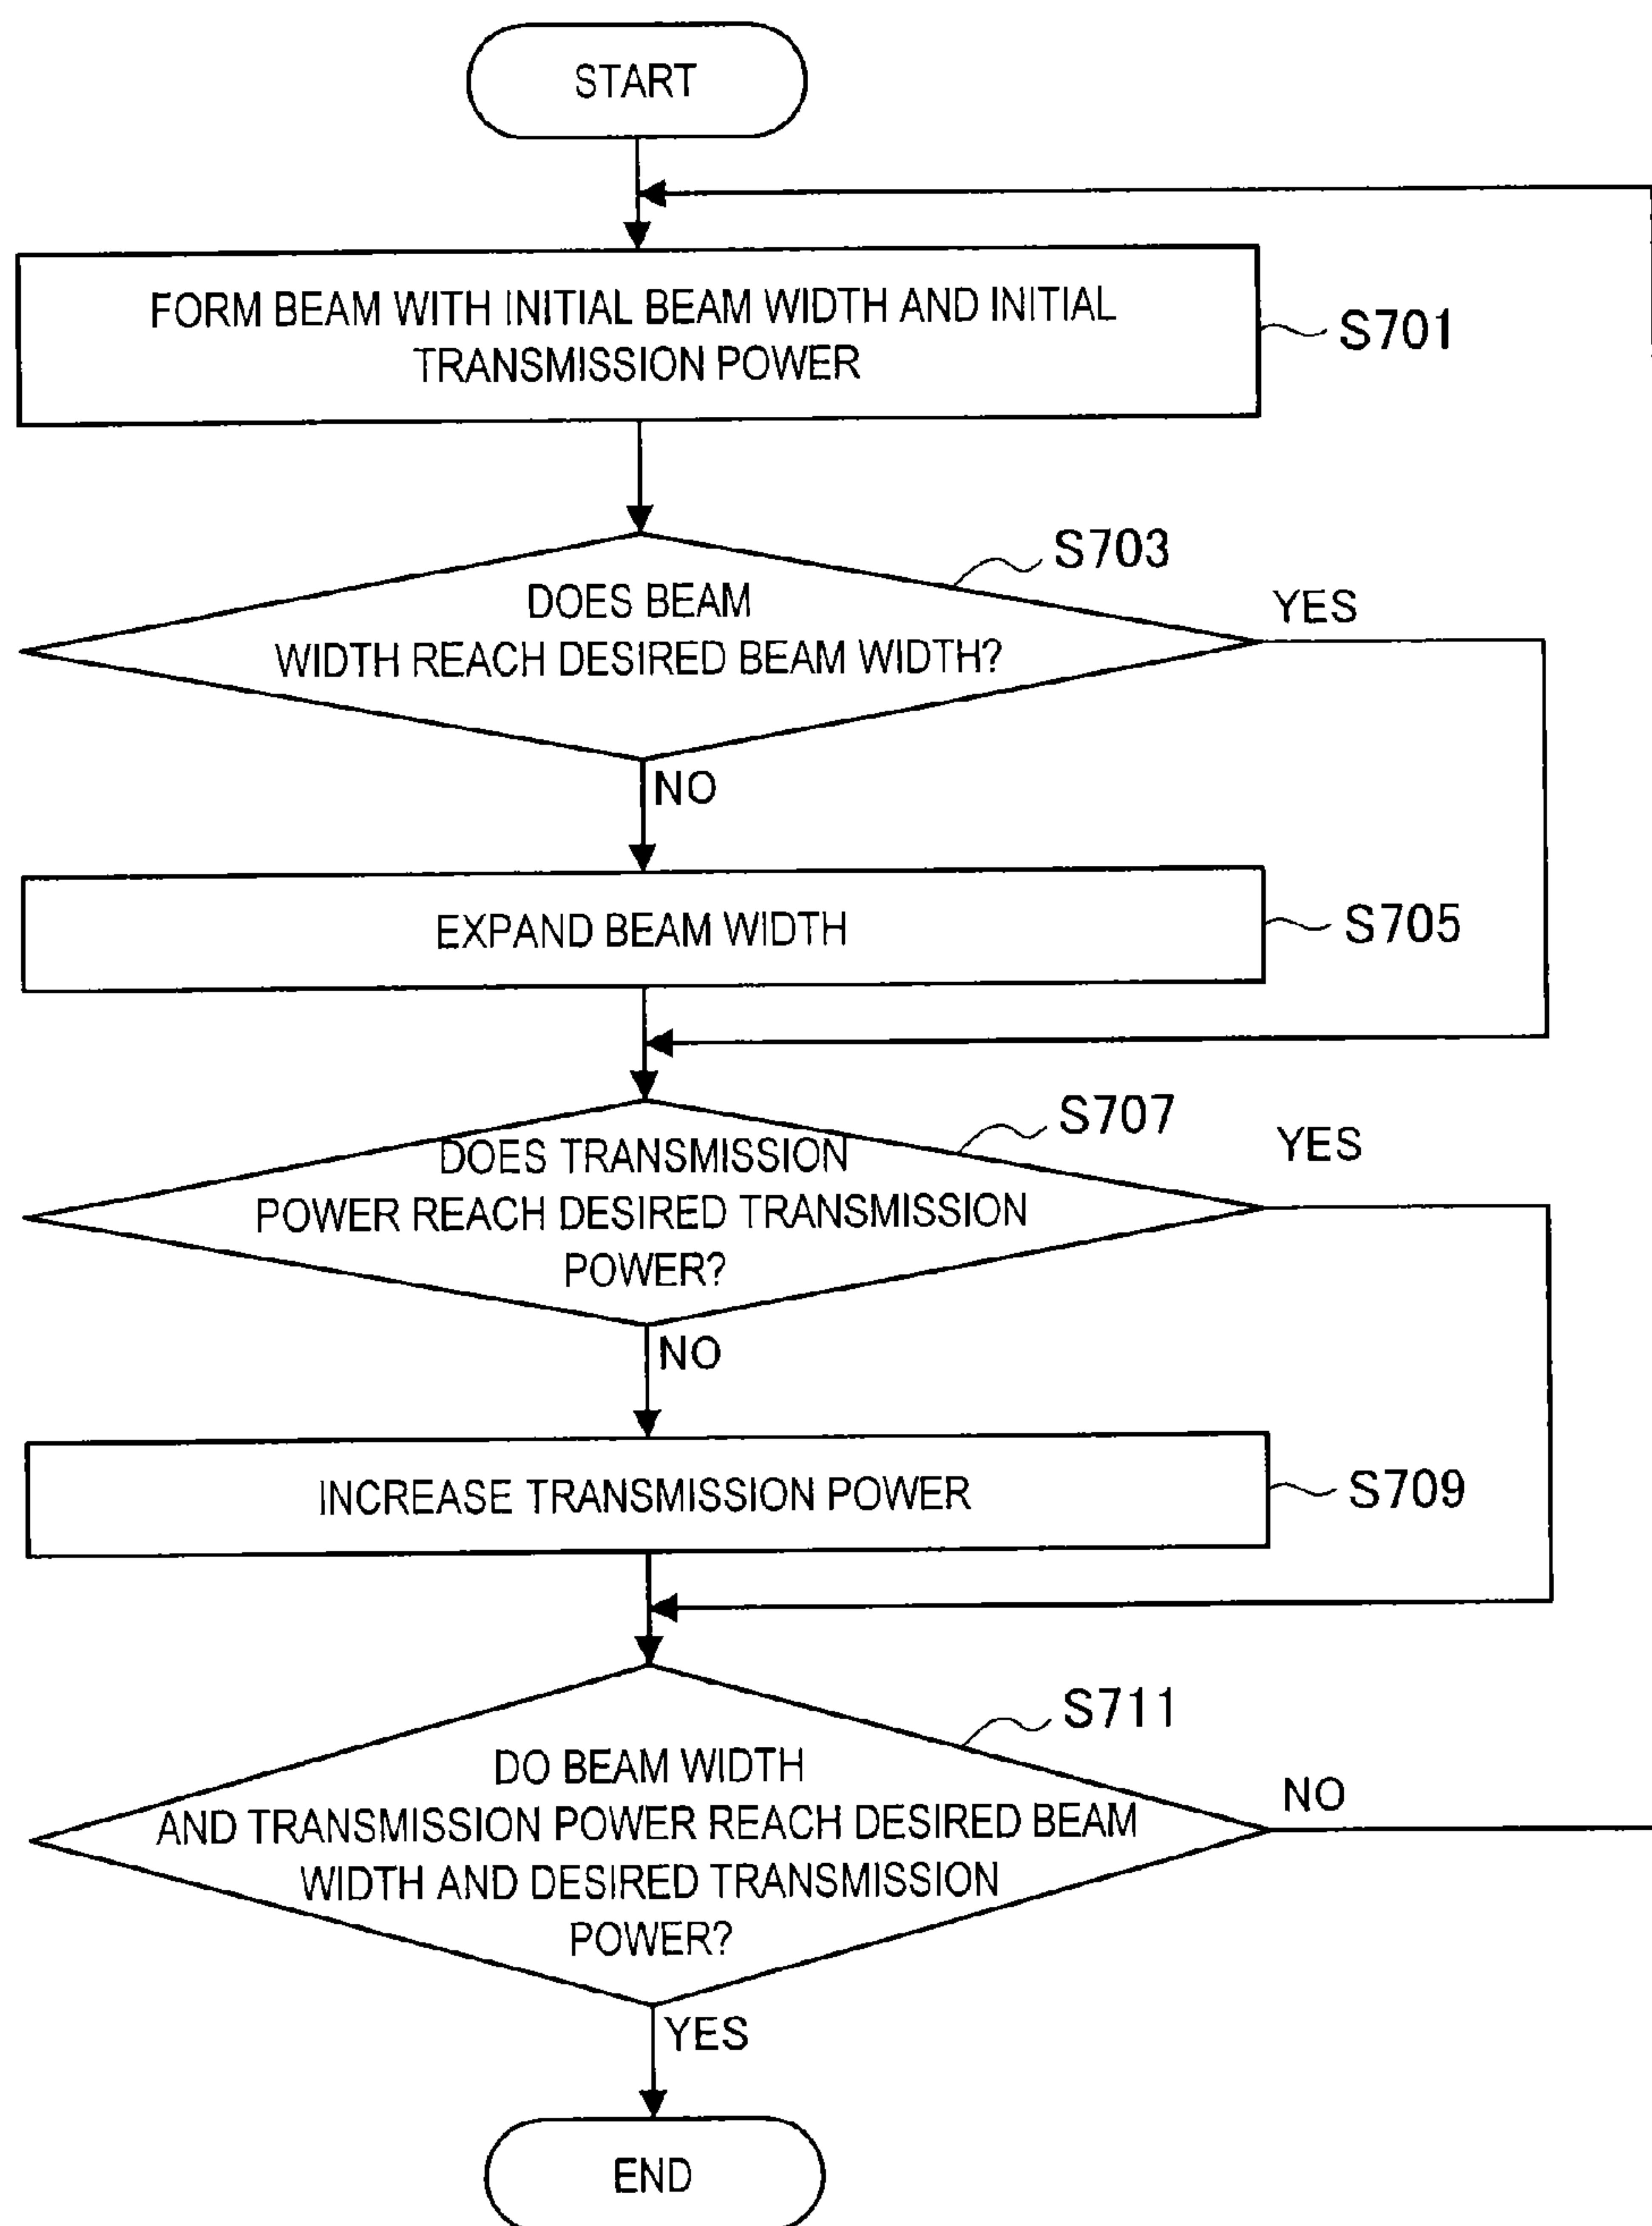 START
FORM BEAM WITH INITIAL BEAM WIDTH AND INITIAL
TRANSMISSION POWER
S701
S703
DOES BEAM
WIDTH REACH DESIRED BEAM WIDTH?
YES
NO
EXPAND BEAM WIDTH
S705
S707
DOES TRANSMISSION
POWER REACH DESIRED TRANSMISSION
POWER?
YES
NO
INCREASE TRANSMISSION POWER
S709
S711
DO BEAM WIDTH
AND TRANSMISSION POWER REACH DESIRED BEAM
WIDTH AND DESIRED TRANSMISSION
POWER?
NO
YES
END